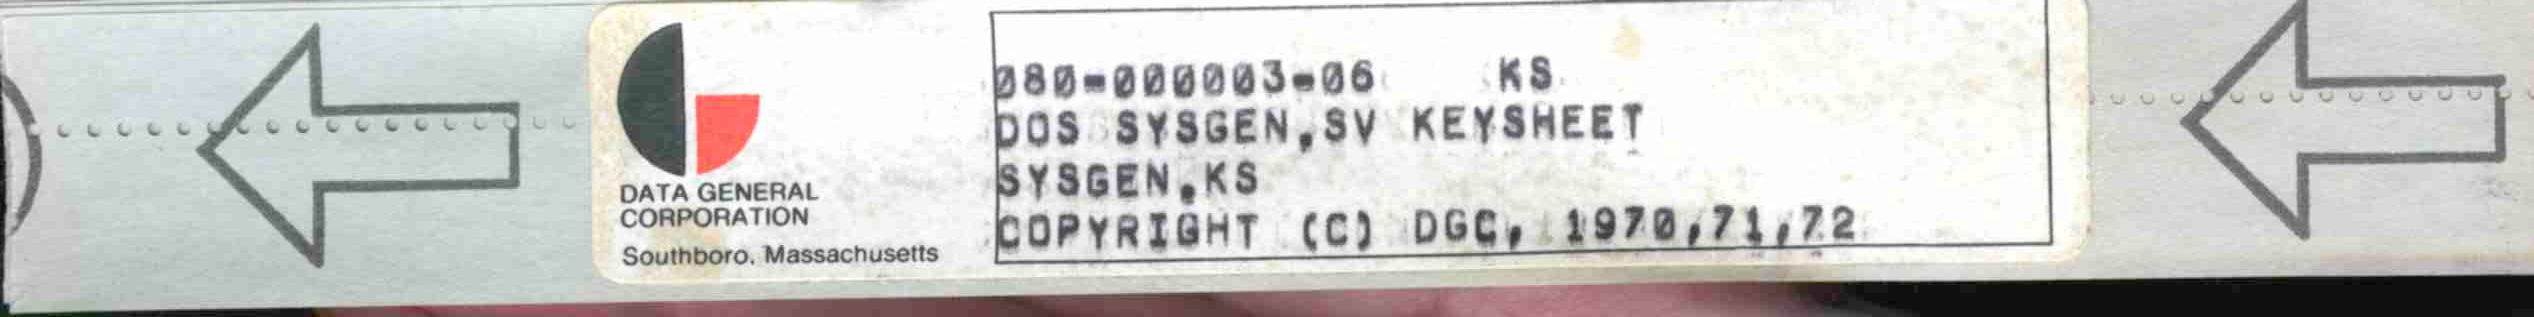 DATA GENERAL
CORPORATION
Southboro, Massachusetts
080-000003-06 KS
DOS SYSGEN.SV KEYSHEET
SYSGEN.KS
COPYRIGHT (C) DGC, 1970,71,72